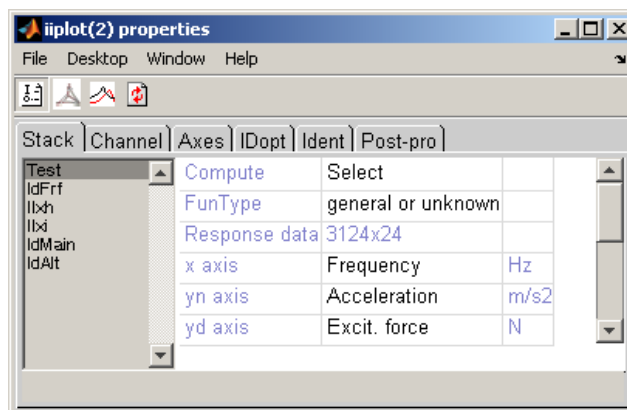 iiplot(2) properties
File Desktop Window Help
Stack Channel Axes IDopt Ident Post-pro
Test
IdFrf
IIxh
IIxi
IdMain
IdAlt
Compute Select
FunType general or unknown
Response data 3124x24
x axis Frequency Hz
yn axis Acceleration m/s2
yd axis Excit. force N